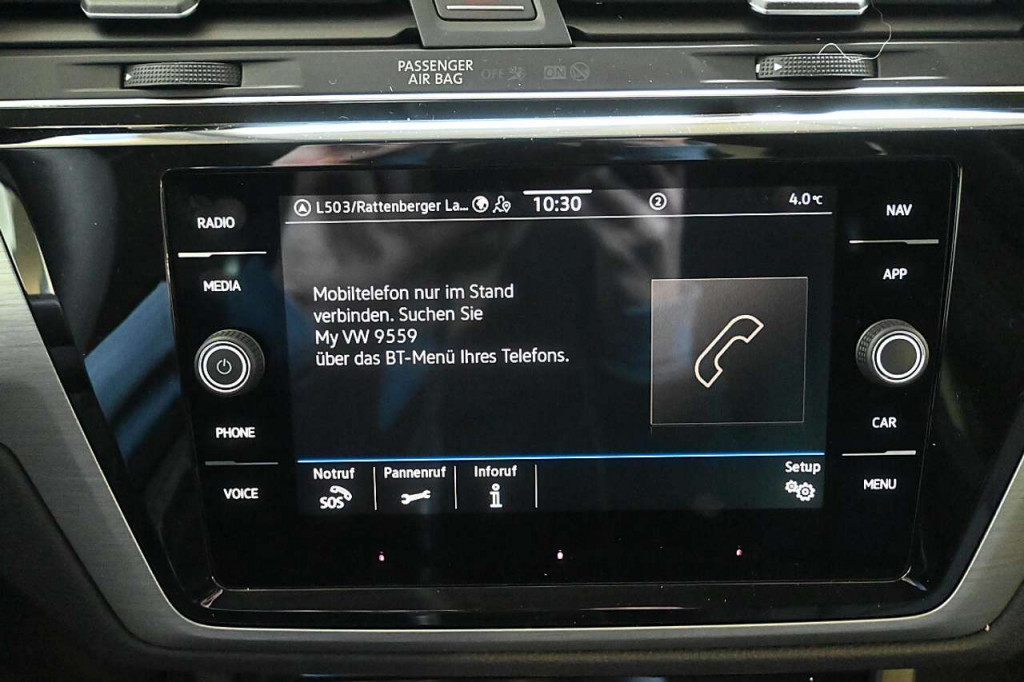 PASSENGER
AIR BAG OFF ON
L503/Rattenberger La... 10:30 2 4.0°C
RADIO
MEDIA
PHONE
VOICE
Mobiltelefon nur im Stand
verbinden. Suchen Sie
My VW 9559
über das BT-Menü Ihres Telefons.
NAV
APP
CAR
MENU
Notruf Pannenruf Inforuf Setup
SOS